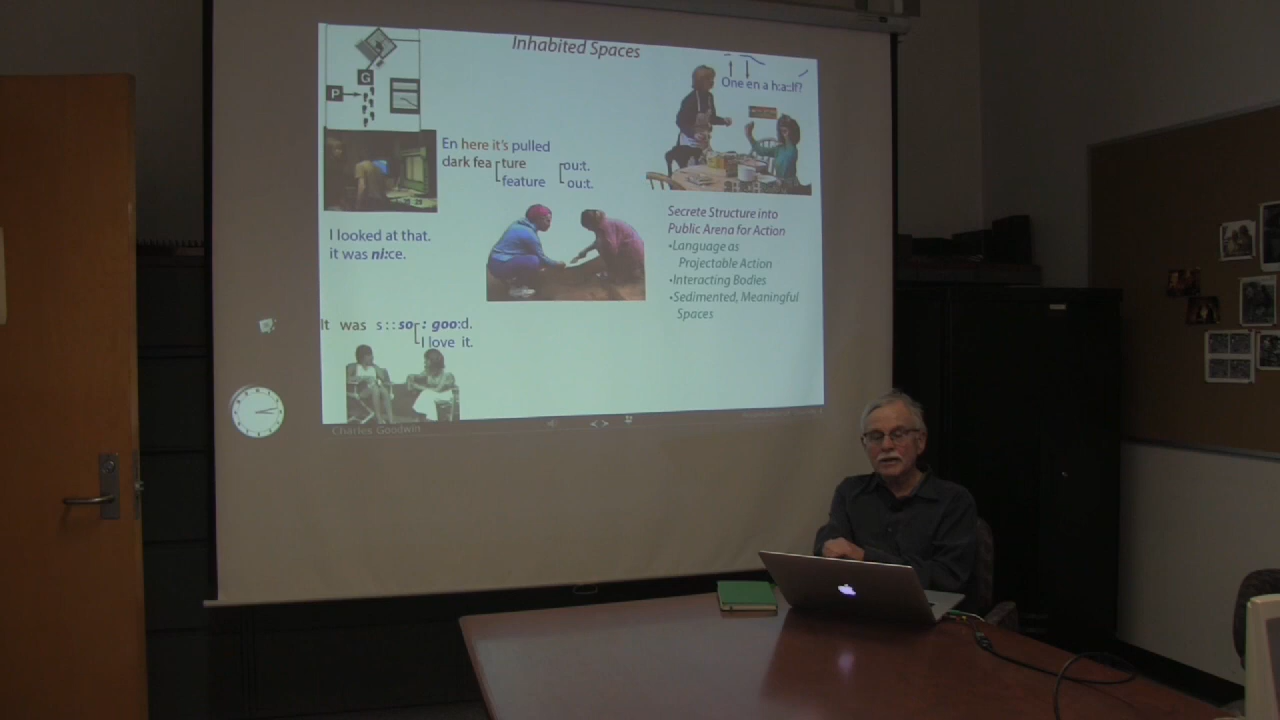 Inhabited Spaces
G
P
En here it's pulled
dark fea[ture [ou:t.
[feature [ou:t.
I looked at that.
it was ni:ce.
It was s::so[: goo:d.
[I love it.
One en a h:a::lf?
Secrete Structure into
Public Arena for Action
•Language as
Projectable Action
•Interacting Bodies
•Sedimented, Meaningful
Spaces
Charles Goodwin